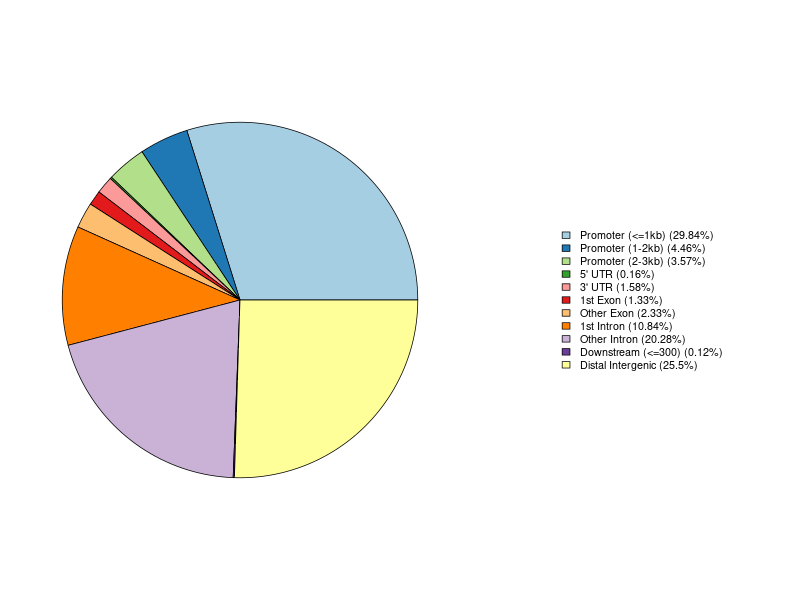 Promoter (<=1kb) (29.84%)
Promoter (1-2kb) (4.46%)
Promoter (2-3kb) (3.57%)
5' UTR (0.16%)
3' UTR (1.58%)
1st Exon (1.33%)
Other Exon (2.33%)
1st Intron (10.84%)
Other Intron (20.28%)
Downstream (<=300) (0.12%)
Distal Intergenic (25.5%)